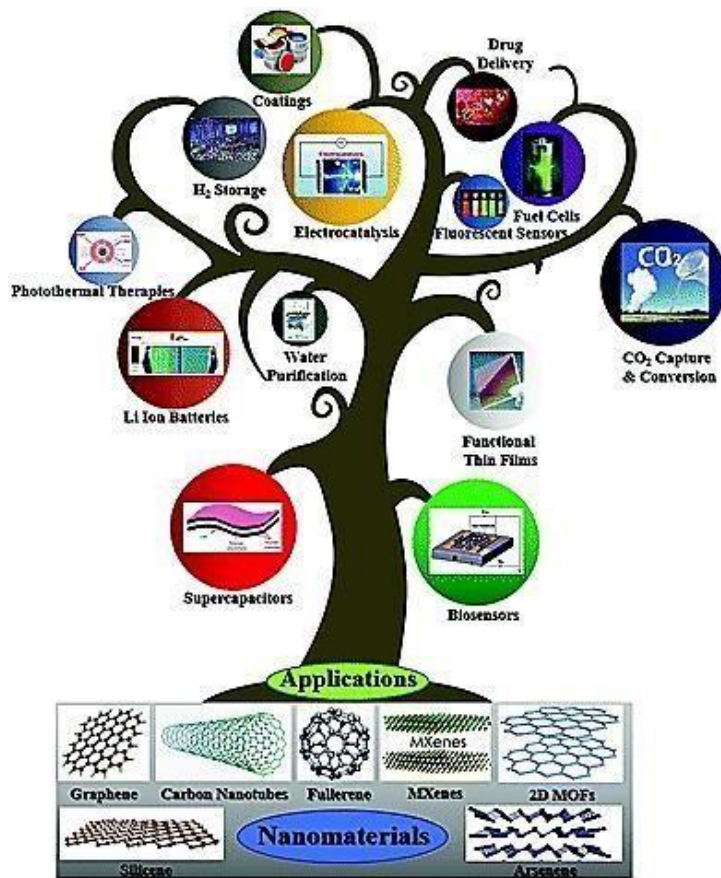 Drug
Delivery
Coatings
H₂ Storage
Electrocatalysis
Fuel Cells
Fluorescent Sensors
CO₂
Photothermal Therapies
Water
Purification
CO₂ Capture
& Conversion
Li Ion Batteries
Functional
Thin Films
Supercapacitors
Biosensors
Applications
MXenes
Graphene
Carbon Nanotubes
Fullerene
MXenes
2D MOFs
Nanomaterials
Silicene
Arsenene